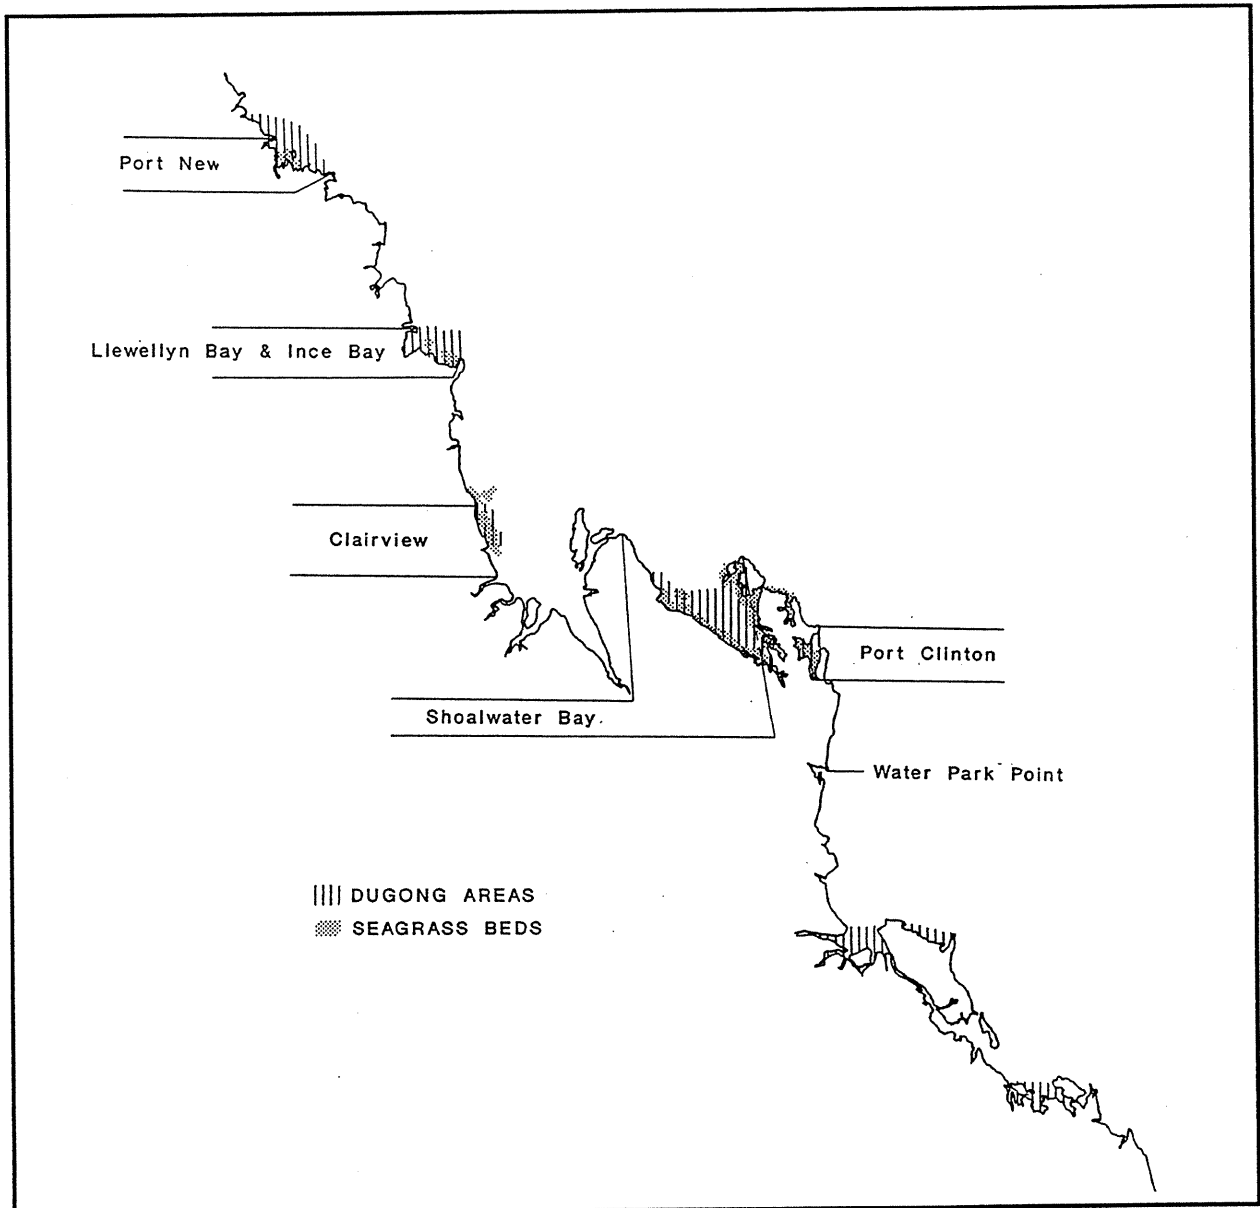 Port New
Llewellyn Bay & Ince Bay
Clairview
Port Clinton
Shoalwater Bay
Water Park Point
DUGONG AREAS
SEAGRASS BEDS